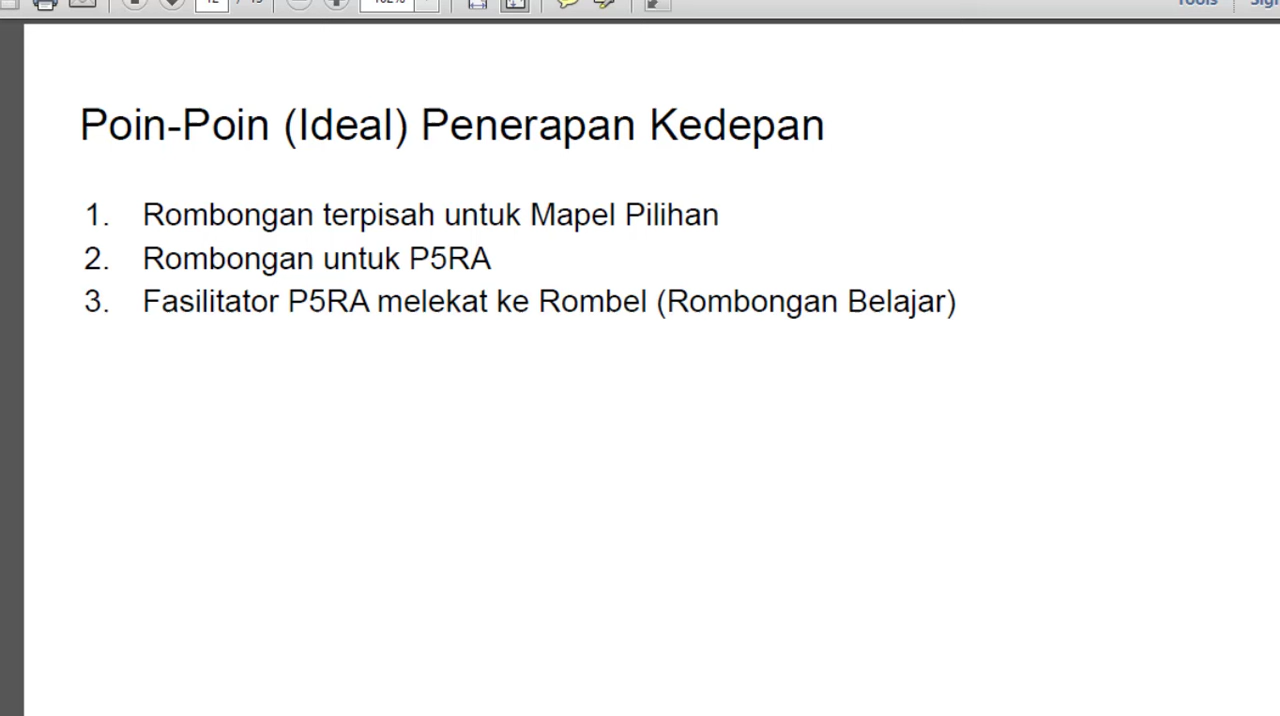 Tools
Poin-Poin (Ideal) Penerapan Kedepan
1. Rombongan terpisah untuk Mapel Pilihan
2. Rombongan untuk P5RA
3. Fasilitator P5RA melekat ke Rombel (Rombongan Belajar)